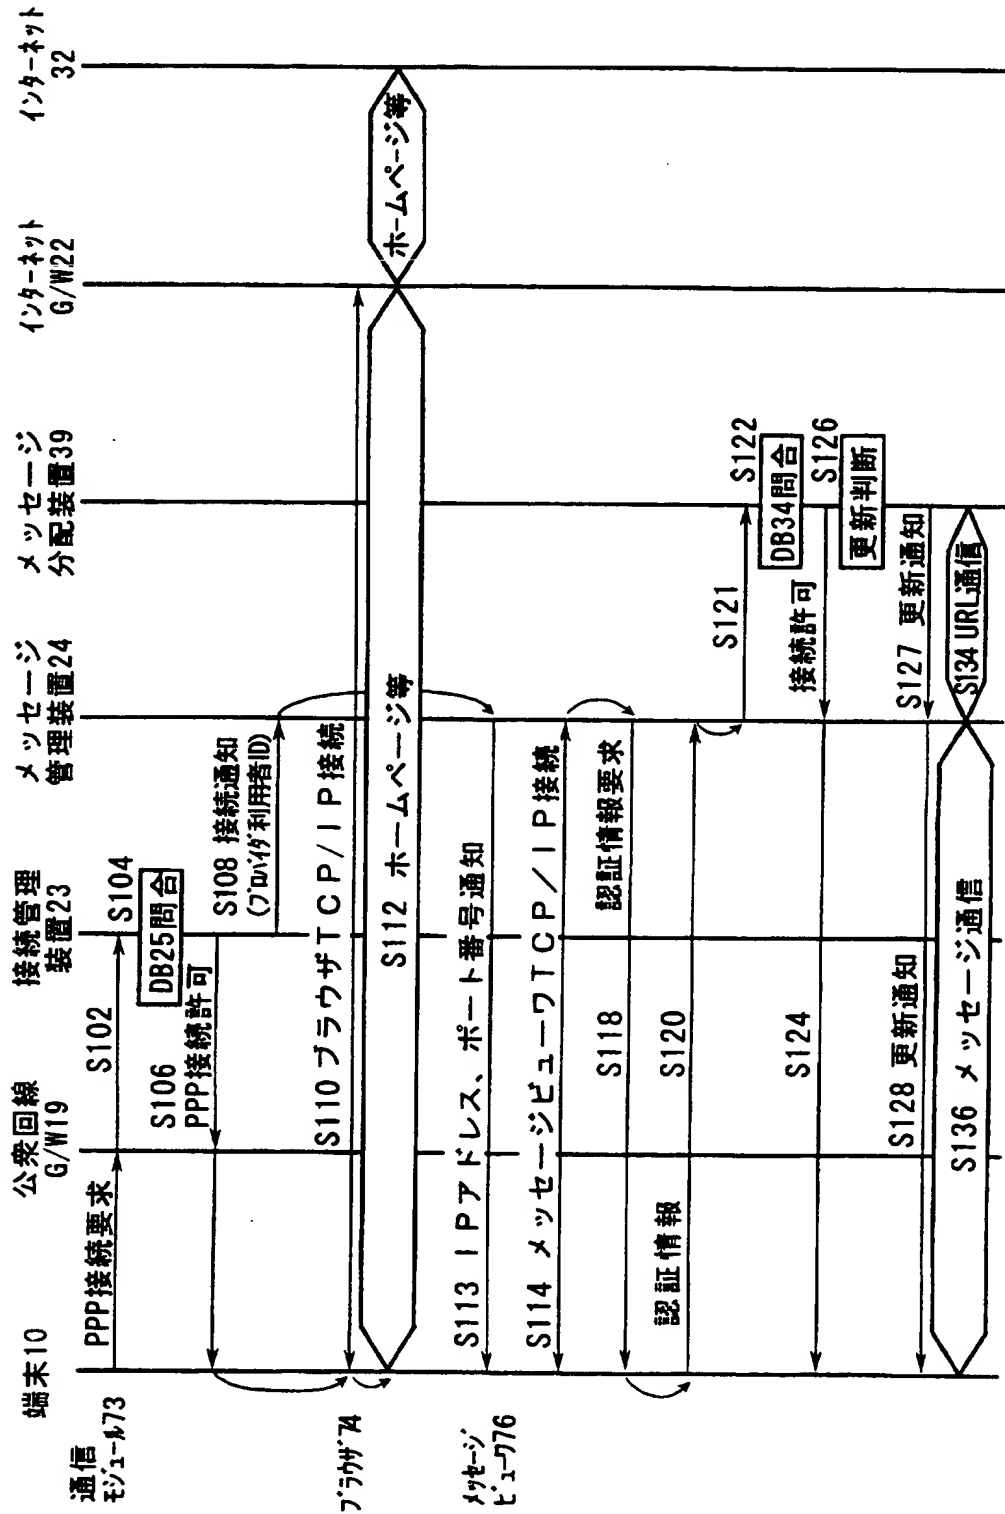 端末10
公衆回線
G/W19
接続管理
装置23
メッセージ
管理装置24
メッセージ
分配装置39
インターネット
G/W22
インターネット
32
通信
モジュール73
PPP接続要求
S102
S104
DB25問合
S106
PPP接続許可
S108 接続通知
(プロバイダ利用者ID)
ブラウザ74
S110 ブラウザTCP/IP接続
S112 ホームページ等
ホームページ等
メッセージ
ビューワ76
S113 IPアドレス、ポート番号通知
S114 メッセージビューワTCP/IP接続
S118
認証情報要求
認証情報
S120
S121
S122
DB34問合
S124
接続許可
S126
更新判断
S127 更新通知
S128 更新通知
S134 URL通信
S136 メッセージ通信